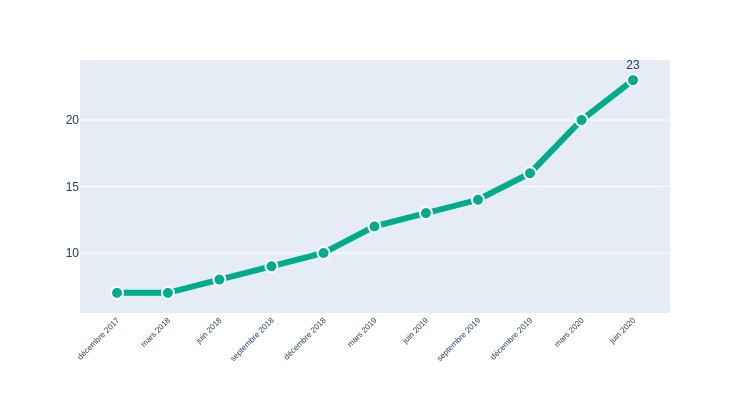 23
20
15
10
décembre 2017
mars 2018
juin 2018
septembre 2018
décembre 2018
mars 2019
juin 2019
septembre 2019
décembre 2019
mars 2020
juin 2020